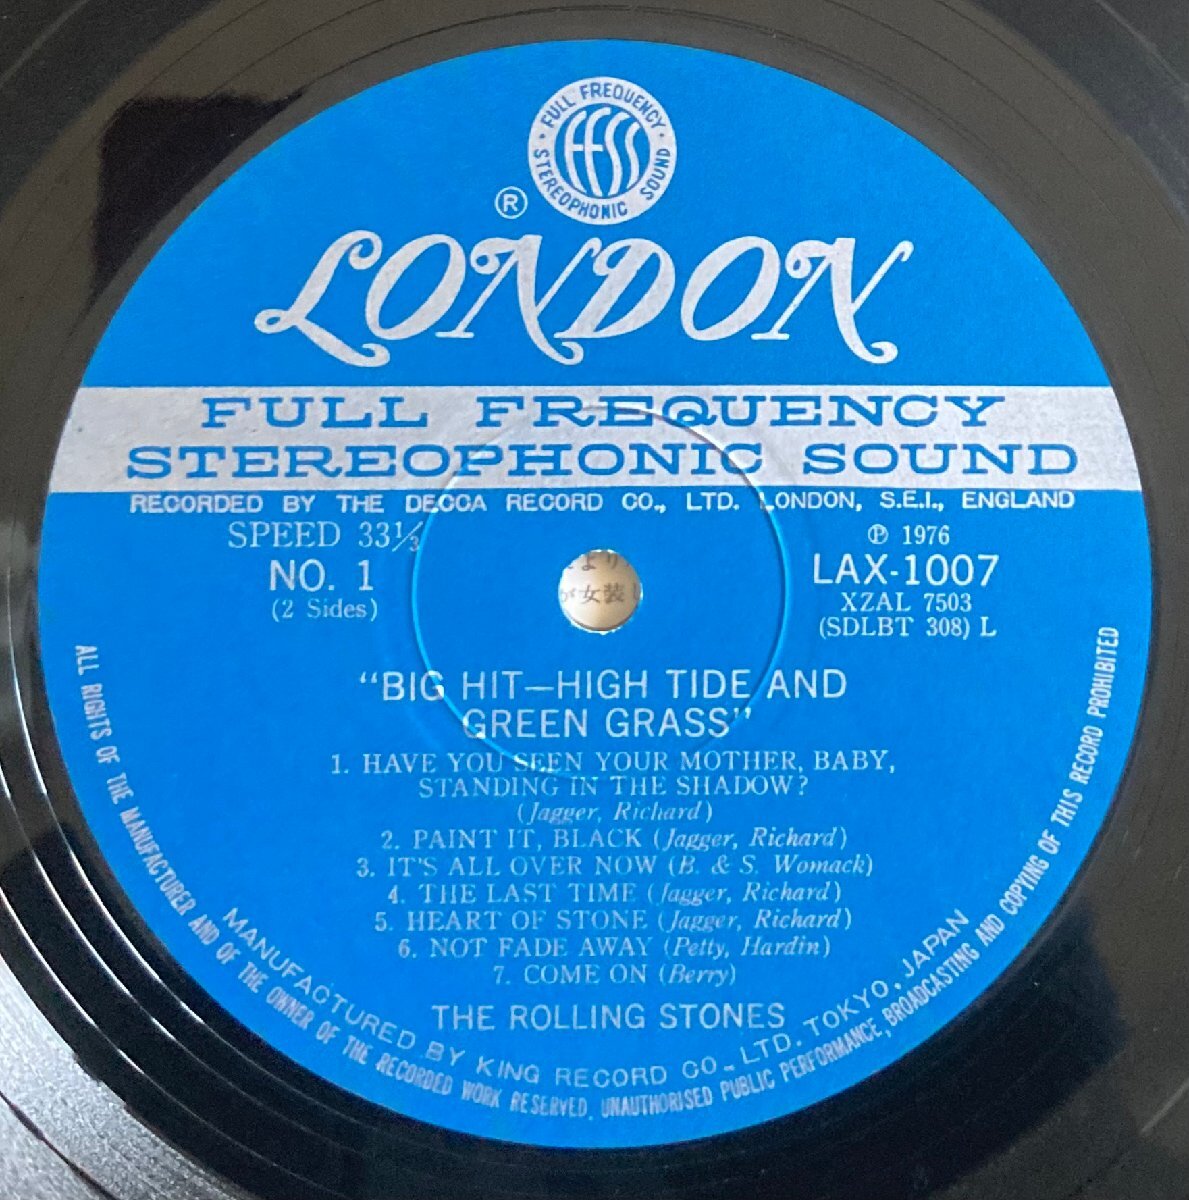 FULL FREQUENCY
STEREOPHONIC SOUND
FFSS
®
LONDON
FULL FREQUENCY
STEREOPHONIC SOUND
RECORDED BY THE DECCA RECORD CO., LTD. LONDON, S.E.I., ENGLAND
SPEED 33⅓
NO. 1
(2 Sides)
℗ 1976
LAX-1007
XZAL 7503
(SDLBT 308) L
より
が女装
"BIG HIT—HIGH TIDE AND
GREEN GRASS"
1. HAVE YOU SEEN YOUR MOTHER, BABY,
STANDING IN THE SHADOW?
(Jagger, Richard)
2. PAINT IT, BLACK (Jagger, Richard)
3. IT'S ALL OVER NOW (B. & S. Womack)
4. THE LAST TIME (Jagger, Richard)
5. HEART OF STONE (Jagger, Richard)
6. NOT FADE AWAY (Petty, Hardin)
7. COME ON (Berry)
THE ROLLING STONES
MANUFACTURED BY KING RECORD CO., LTD. TOKYO, JAPAN
ALL RIGHTS OF THE MANUFACTURER AND OF THE OWNER OF THE RECORDED WORK RESERVED. UNAUTHORISED PUBLIC PERFORMANCE, BROADCASTING AND COPYING OF THIS RECORD PROHIBITED